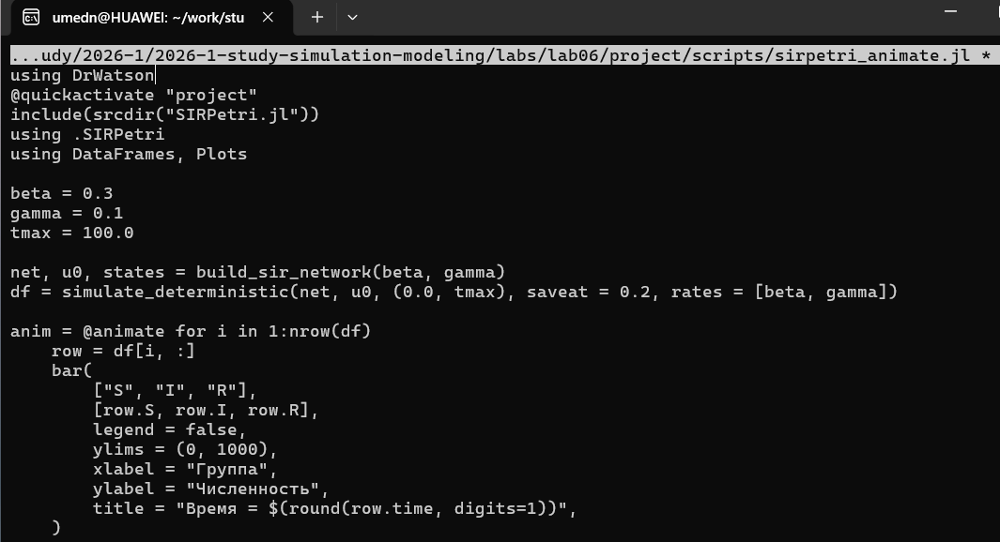 umedn@HUAWEI: ~/work/stu
...udy/2026-1/2026-1-study-simulation-modeling/labs/lab06/project/scripts/sirpetri_animate.jl *
using DrWatson
@quickactivate "project"
include(srcdir("SIRPetri.jl"))
using .SIRPetri
using DataFrames, Plots

beta = 0.3
gamma = 0.1
tmax = 100.0

net, u0, states = build_sir_network(beta, gamma)
df = simulate_deterministic(net, u0, (0.0, tmax), saveat = 0.2, rates = [beta, gamma])

anim = @animate for i in 1:nrow(df)
    row = df[i, :]
    bar(
        ["S", "I", "R"],
        [row.S, row.I, row.R],
        legend = false,
        ylims = (0, 1000),
        xlabel = "Группа",
        ylabel = "Численность",
        title = "Время = $(round(row.time, digits=1))",
    )